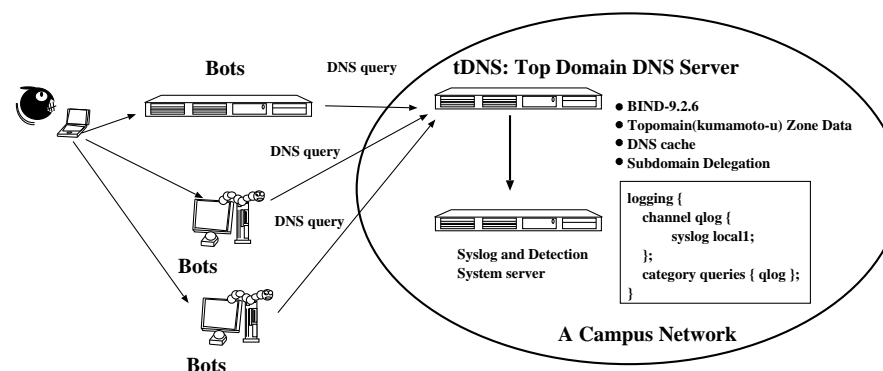 Bots
DNS query
tDNS: Top Domain DNS Server
● BIND-9.2.6
● Topomain(kumamoto-u) Zone Data
● DNS cache
● Subdomain Delegation
DNS query
DNS query
Bots
Bots
Syslog and Detection
System server
logging {
channel qlog {
syslog local1;
};
category queries { qlog };
}
A Campus Network